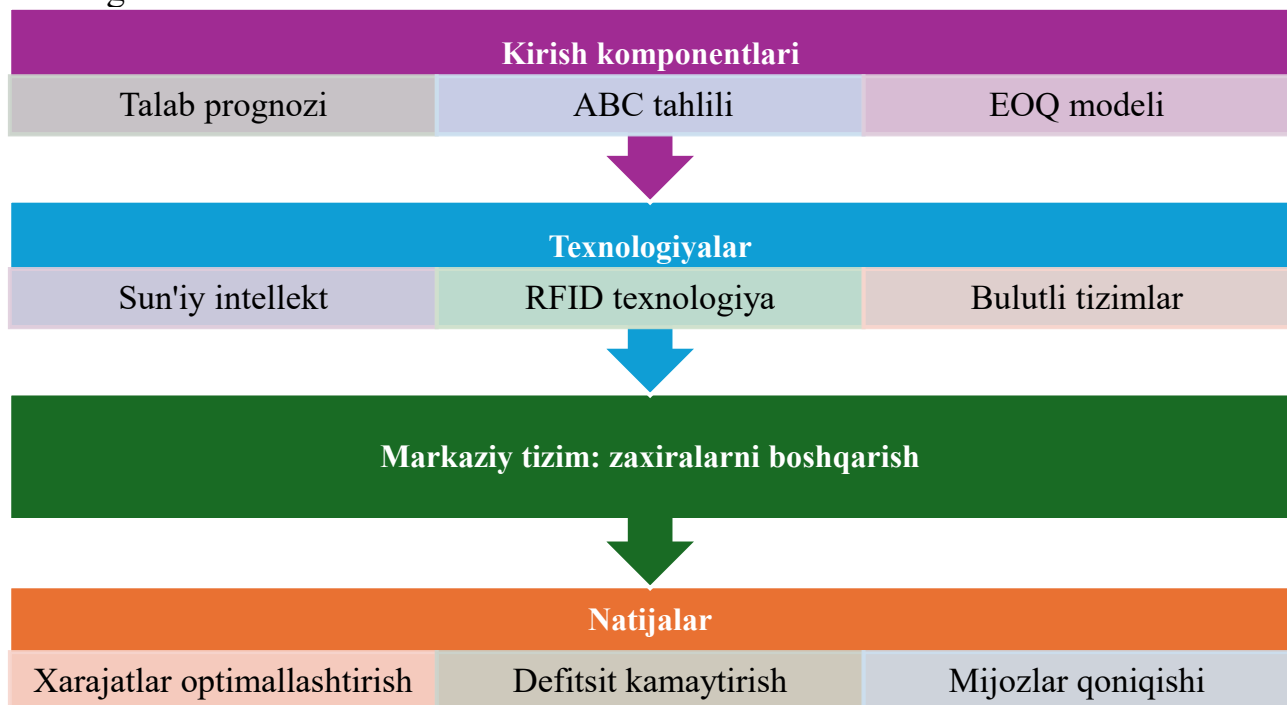 Kirish komponentlari
Talab prognozi ABC tahlili EOQ modeli
Texnologiyalar
Sun'iy intellekt RFID texnologiya Bulutli tizimlar
Markaziy tizim: zaxiralarni boshqarish
Natijalar
Xarajatlar optimallashtirish Defitsit kamaytirish Mijozlar qoniqishi